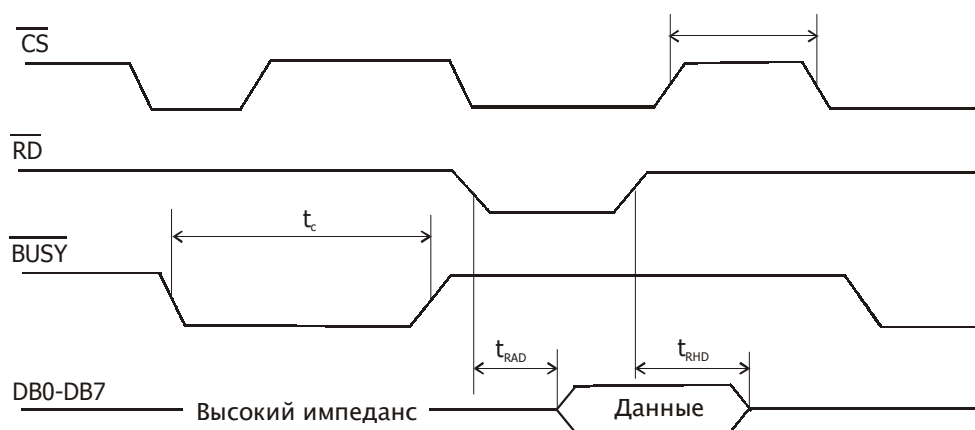 CS
RD
t_c
BUSY
t_RAD
t_RHD
DB0-DB7
Высокий импеданс
Данные